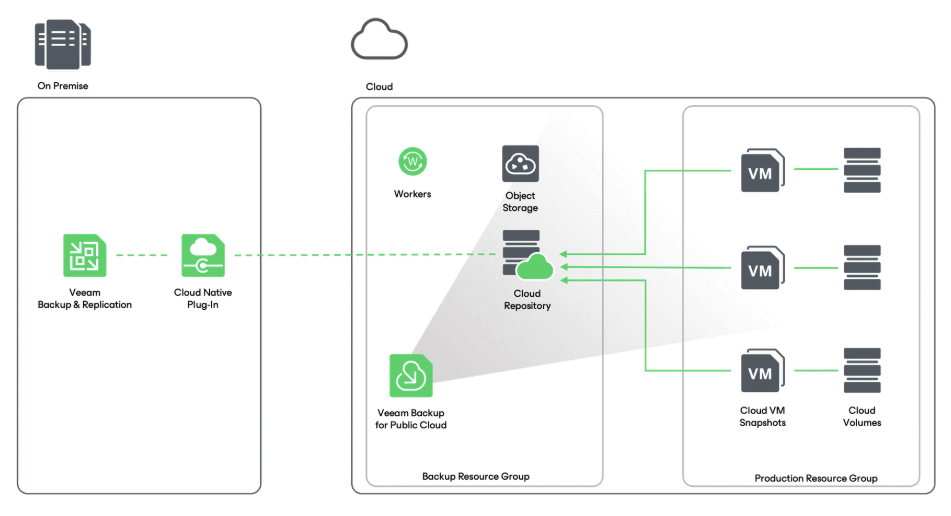 On Premise
Cloud
W
Workers
Object
Storage
VM
Veeam
Backup & Replication
Cloud Native
Plug-In
Cloud
Repository
VM
Veeam Backup
for Public Cloud
VM
Cloud VM
Snapshots
Cloud
Volumes
Backup Resource Group
Production Resource Group